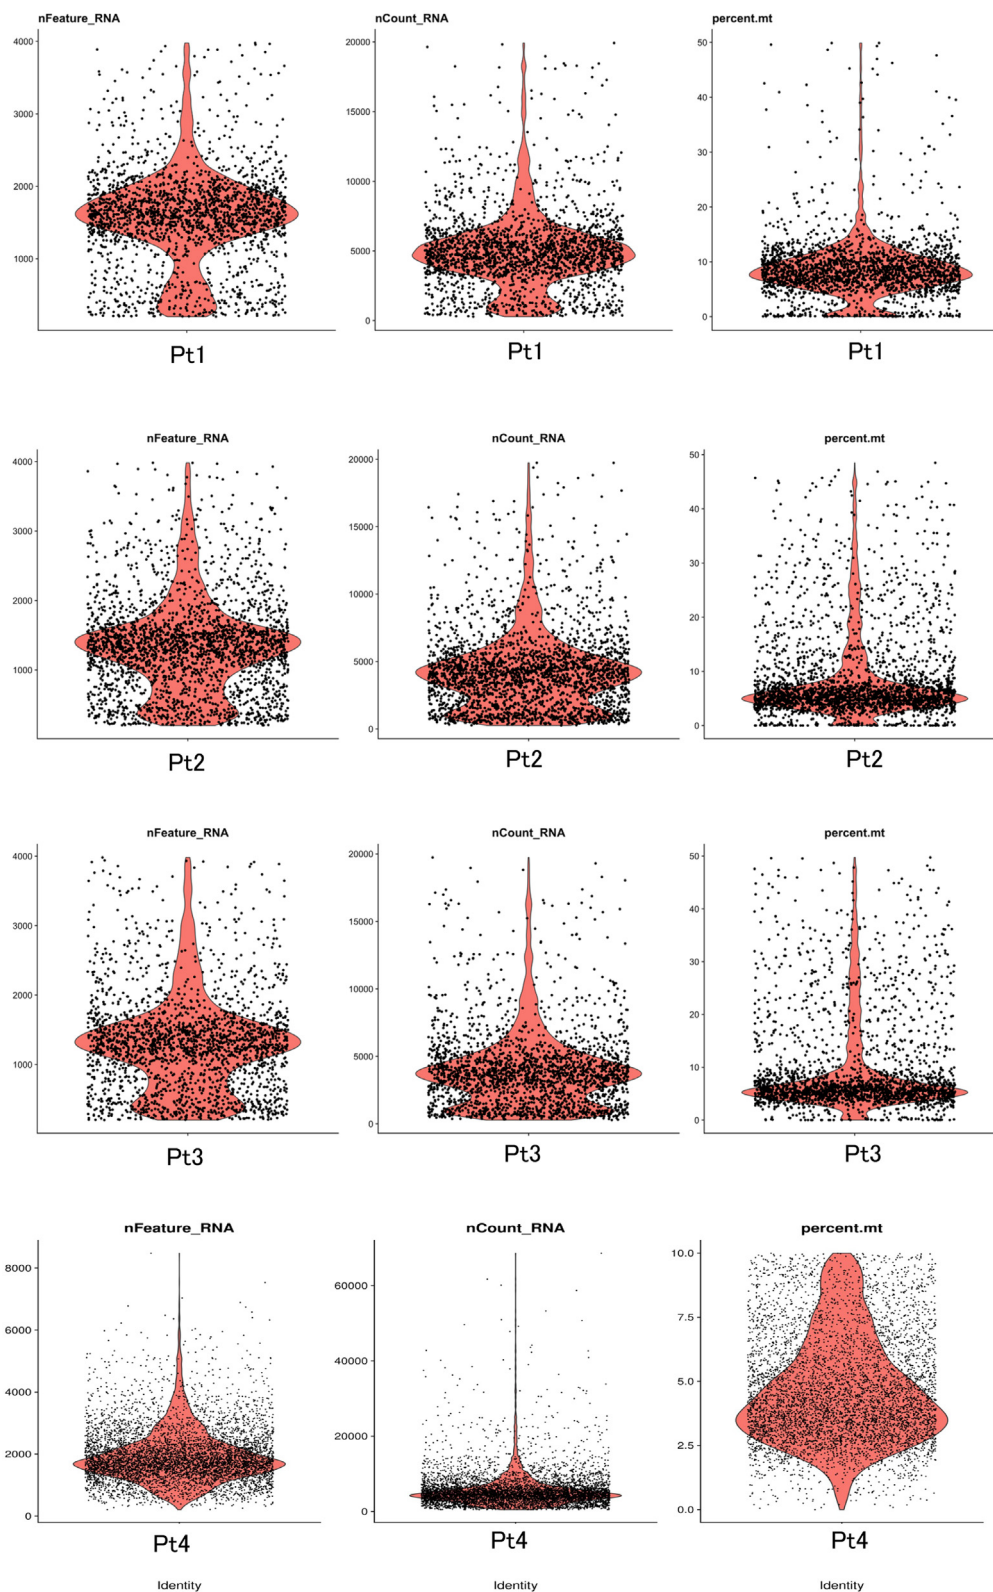 nFeature_RNA nCount_RNA percent.mt
4000 20000 50
40
3000 15000
30
2000 10000
20
1000 5000
10
0 0
Pt1 Pt1 Pt1
nFeature_RNA nCount_RNA percent.mt
4000 20000 50
40
3000 15000
30
2000 10000
20
1000 5000
10
0 0
Pt2 Pt2 Pt2
nFeature_RNA nCount_RNA percent.mt
4000 20000 50
40
3000 15000
30
2000 10000
20
1000 5000
10
0 0
Pt3 Pt3 Pt3
nFeature_RNA nCount_RNA percent.mt
8000 60000 10.0
6000 7.5
40000
4000 5.0
20000
2000 2.5
0 0 0.0
Pt4 Pt4 Pt4
Identity Identity Identity